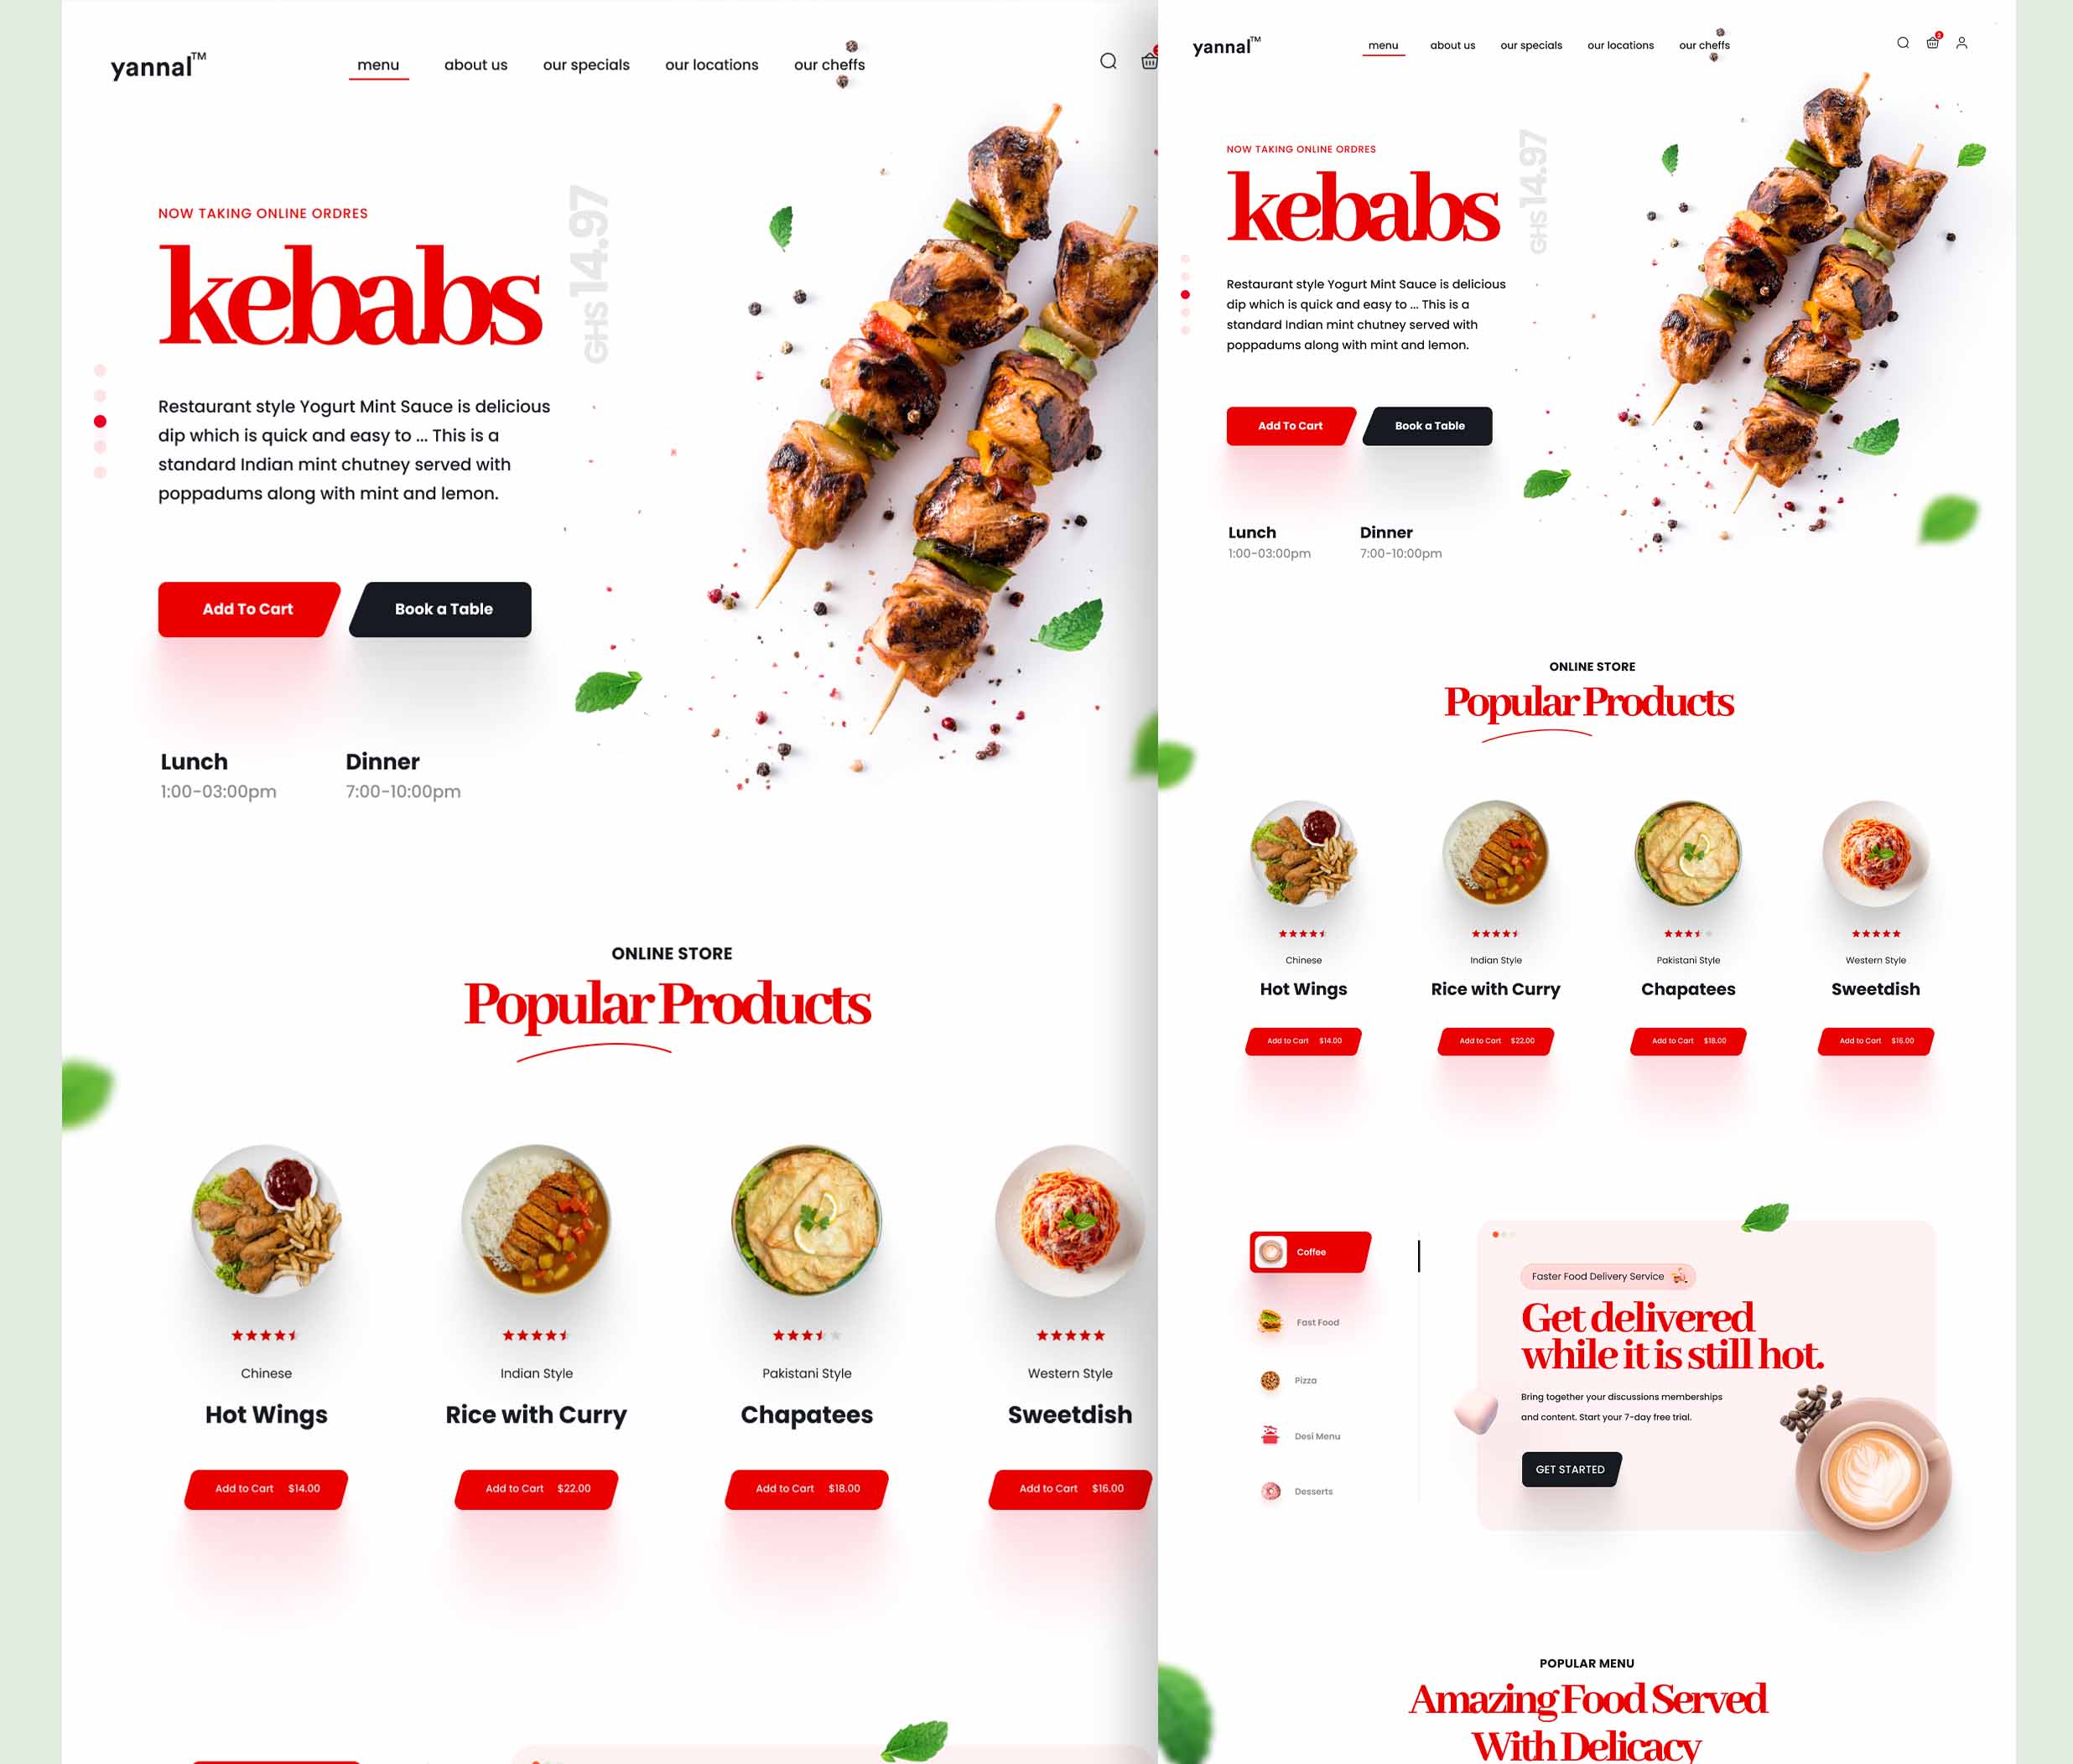 yannal™
menu about us our specials our locations our cheffs
NOW TAKING ONLINE ORDRES
kebabs
GHS 14.97
Restaurant style Yogurt Mint Sauce is delicious
dip which is quick and easy to ... This is a
standard Indian mint chutney served with
poppadums along with mint and lemon.
Add To Cart Book a Table
Lunch Dinner
1:00-03:00pm 7:00-10:00pm
ONLINE STORE
Popular Products
Chinese Indian Style Pakistani Style Western Style
Hot Wings Rice with Curry Chapatees Sweetdish
Add to Cart $14.00 Add to Cart $22.00 Add to Cart $18.00 Add to Cart $16.00
yannal™
menu about us our specials our locations our cheffs
2
NOW TAKING ONLINE ORDRES
kebabs
GHS 14.97
Restaurant style Yogurt Mint Sauce is delicious
dip which is quick and easy to ... This is a
standard Indian mint chutney served with
poppadums along with mint and lemon.
Add To Cart Book a Table
Lunch Dinner
1:00-03:00pm 7:00-10:00pm
ONLINE STORE
Popular Products
Chinese Indian Style Pakistani Style Western Style
Hot Wings Rice with Curry Chapatees Sweetdish
Add to Cart $14.00 Add to Cart $22.00 Add to Cart $18.00 Add to Cart $16.00
Coffee
Fast Food
Pizza
Desi Menu
Desserts
Faster Food Delivery Service
Get delivered
while it is still hot.
Bring together your discussions memberships
and content. Start your 7-day free trial.
GET STARTED
POPULAR MENU
Amazing Food Served
With Delicacy